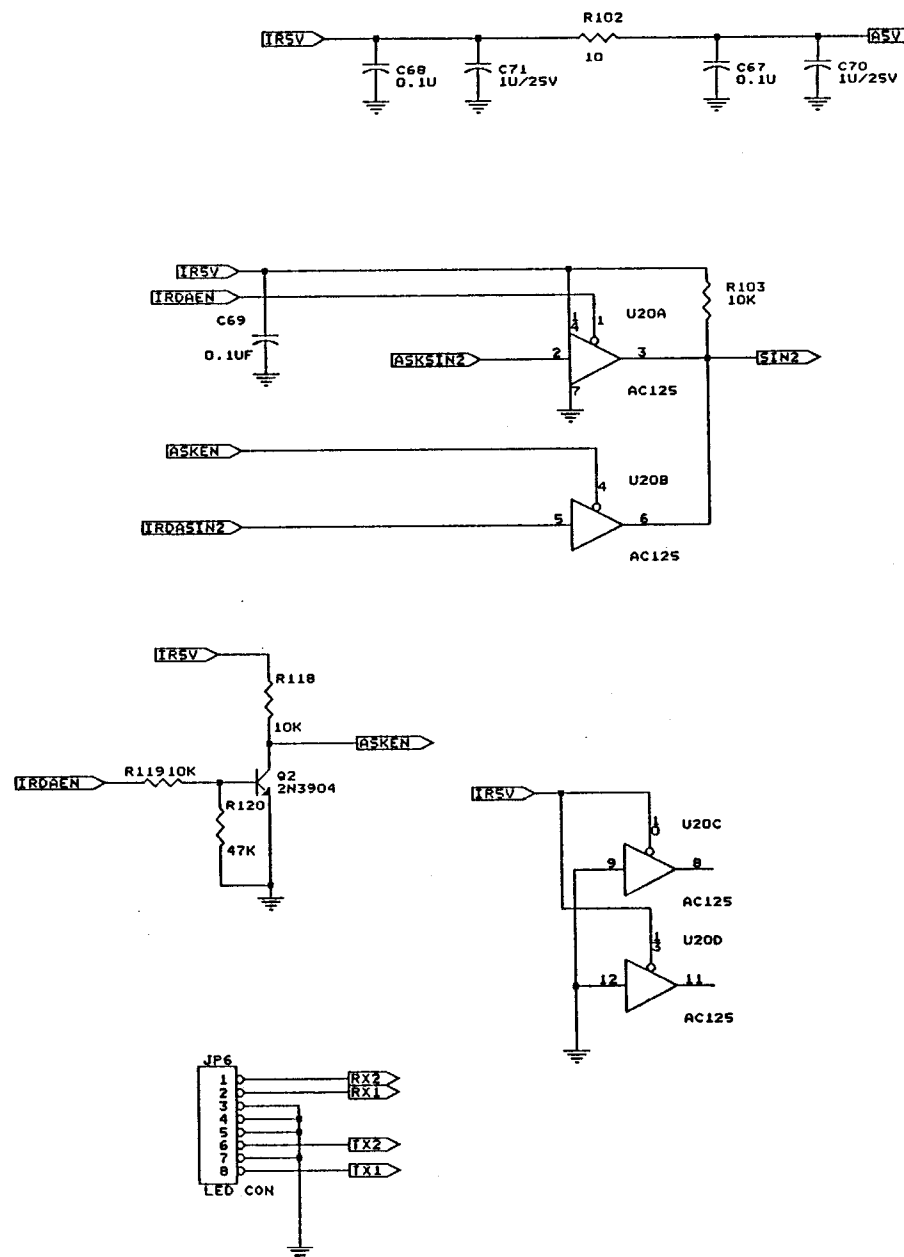 R102
IR5V
A5V
10
C68
0.1U
C71
1U/25V
C67
0.1U
C70
1U/25V
IR5V
IRDAEN
R103
10K
C69
0.1UF
14
1
U20A
ASKSIN2
2
3
SIN2
7
AC125
ASKEN
4
U20B
IRDASIN2
5
6
AC125
IR5V
R118
10K
ASKEN
IRDAEN
R119 10K
Q2
2N3904
R120
47K
IR5V
10
U20C
9
8
AC125
13
U20D
12
11
AC125
JP6
1
RX2
2
RX1
3
4
5
6
TX2
7
8
TX1
LED CON